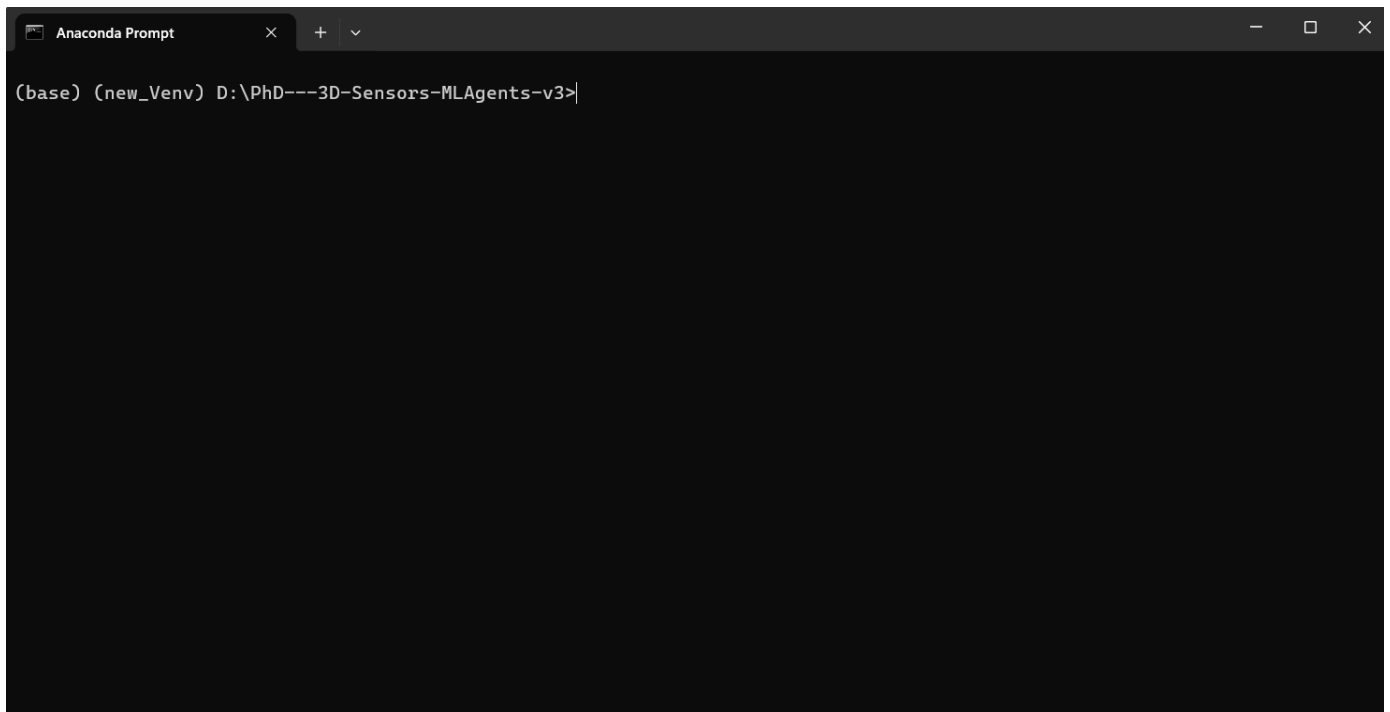 Anaconda Prompt
(base) (new_Venv) D:\PhD---3D-Sensors-MLAgents-v3>